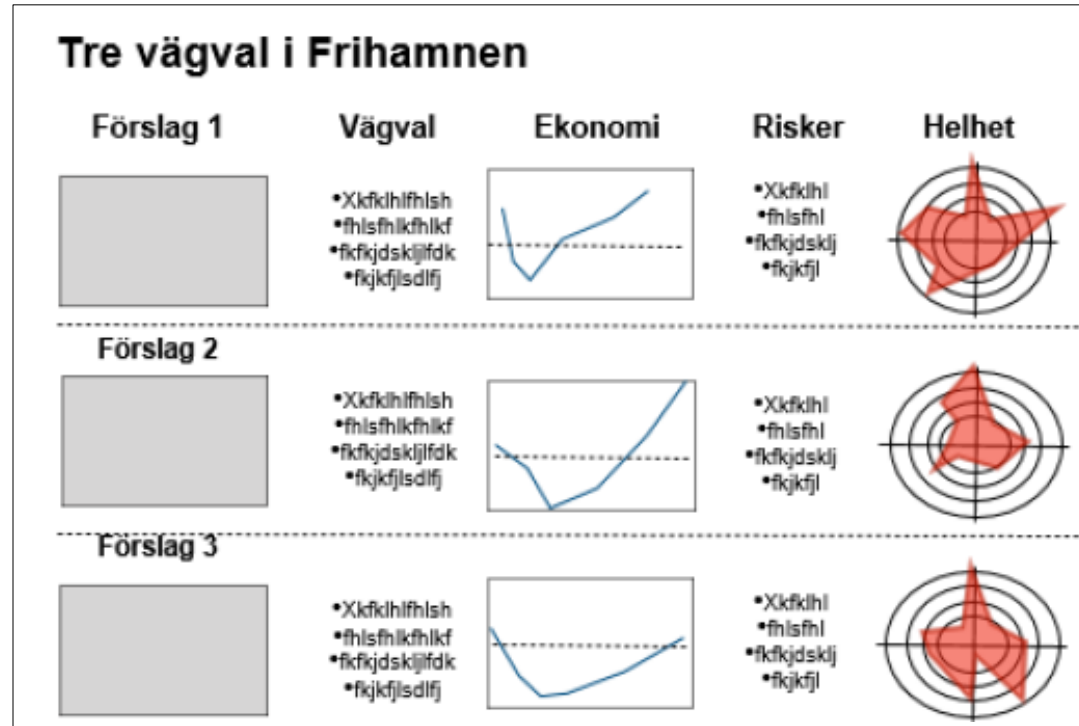 Tre vägval i Frihamnen
Förslag 1 Vägval Ekonomi Risker Helhet
•Xkfklhlfhlsh
•fhlsfhlkfhlkf
•fkfkjdskljlfdk
•fkjkfjlsdlfj
•Xkfklhl
•fhlsfhl
•fkfkjdsklj
•fkjkfjl
Förslag 2
•Xkfklhlfhlsh
•fhlsfhlkfhlkf
•fkfkjdskljlfdk
•fkjkfjlsdlfj
•Xkfklhl
•fhlsfhl
•fkfkjdsklj
•fkjkfjl
Förslag 3
•Xkfklhlfhlsh
•fhlsfhlkfhlkf
•fkfkjdskljlfdk
•fkjkfjlsdlfj
•Xkfklhl
•fhlsfhl
•fkfkjdsklj
•fkjkfjl